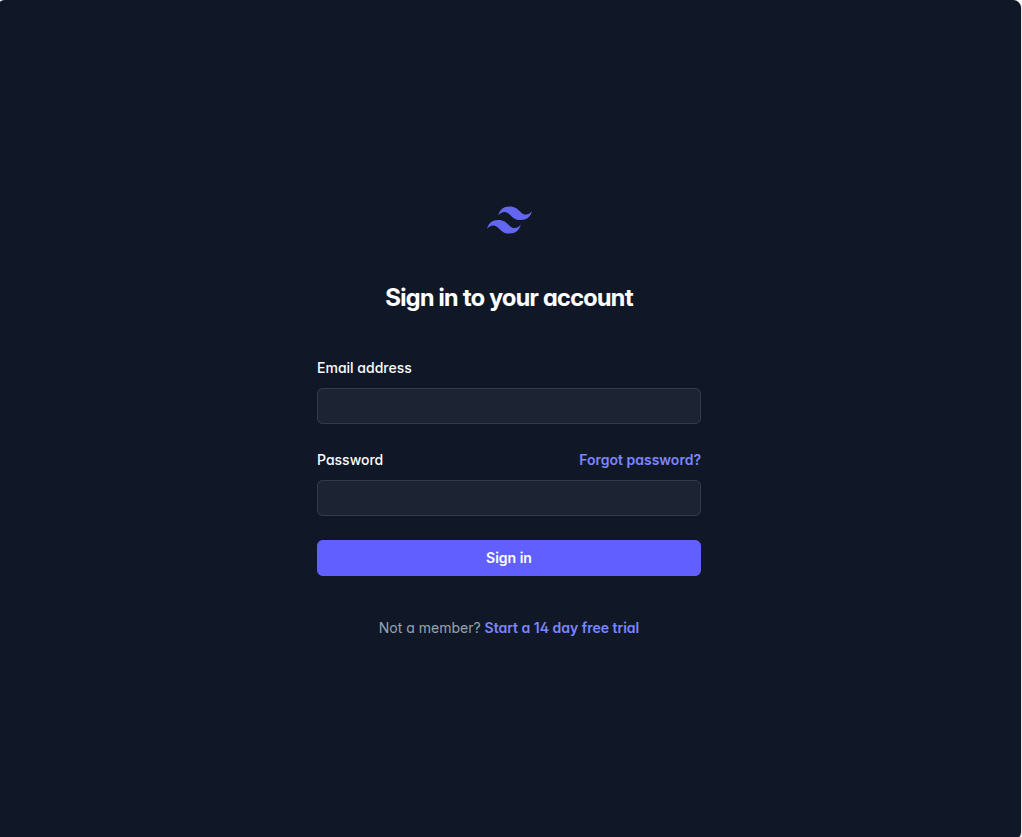 Sign in to your account
Email address
Password
Forgot password?
Sign in
Not a member? Start a 14 day free trial